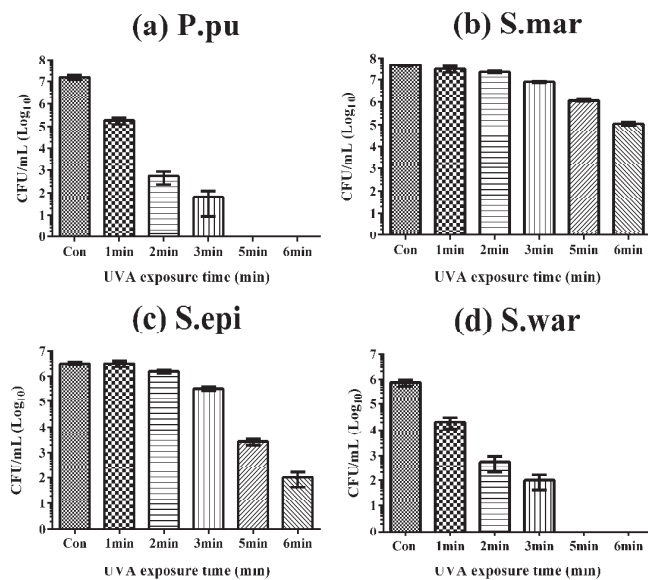 (a) P.pu
8
7
6
5
4
3
2
1
0
CFU/mL (Log10)
Con 1min 2min 3min 5min 6min
UVA exposure time (min)
(b) S.mar
8
7
6
5
4
3
2
1
0
CFU/mL (Log10)
Con 1min 2min 3min 5min 6min
UVA exposure time (min)
(c) S.epi
7
6
5
4
3
2
1
0
CFU/mL (Log10)
Con 1min 2min 3min 5min 6min
UVA exposure time (min)
(d) S.war
7
6
5
4
3
2
1
0
CFU/mL (Log10)
Con 1min 2min 3min 5min 6min
UVA exposure time (min)